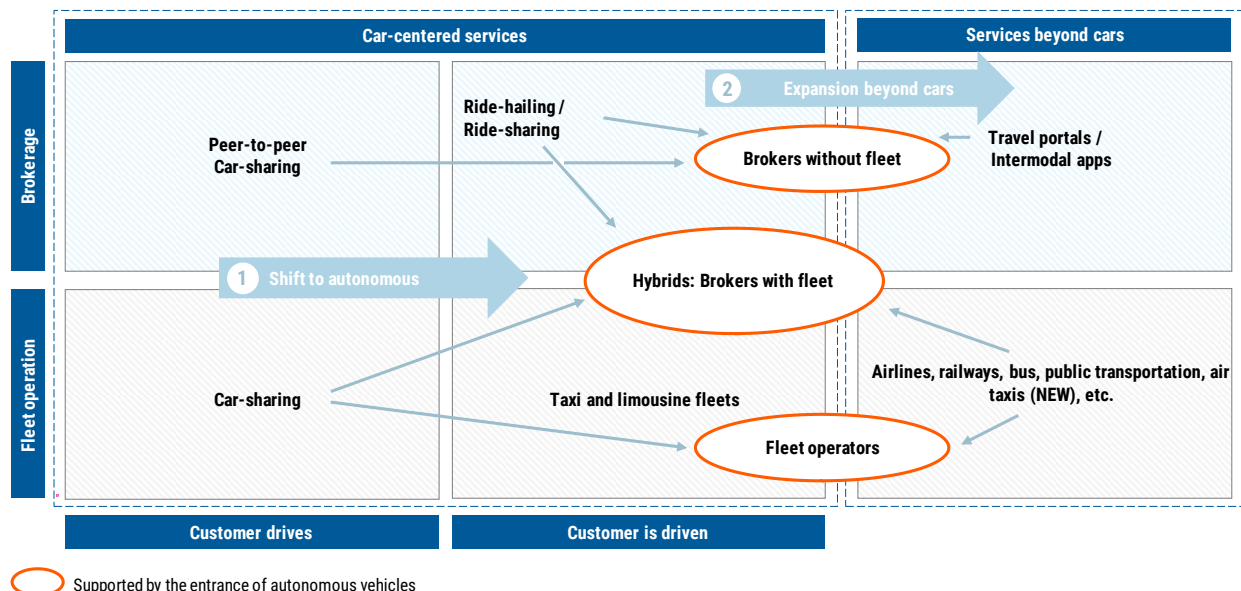 Car-centered services
Services beyond cars
Brokerage
2
Expansion beyond cars
Ride-hailing /
Ride-sharing
Peer-to-peer
Car-sharing
Brokers without fleet
Travel portals /
Intermodal apps
1
Shift to autonomous
Hybrids: Brokers with fleet
Fleet operation
Car-sharing
Taxi and limousine fleets
Airlines, railways, bus, public transportation, air
taxis (NEW), etc.
Fleet operators
Customer drives
Customer is driven
Supported by the entrance of autonomous vehicles